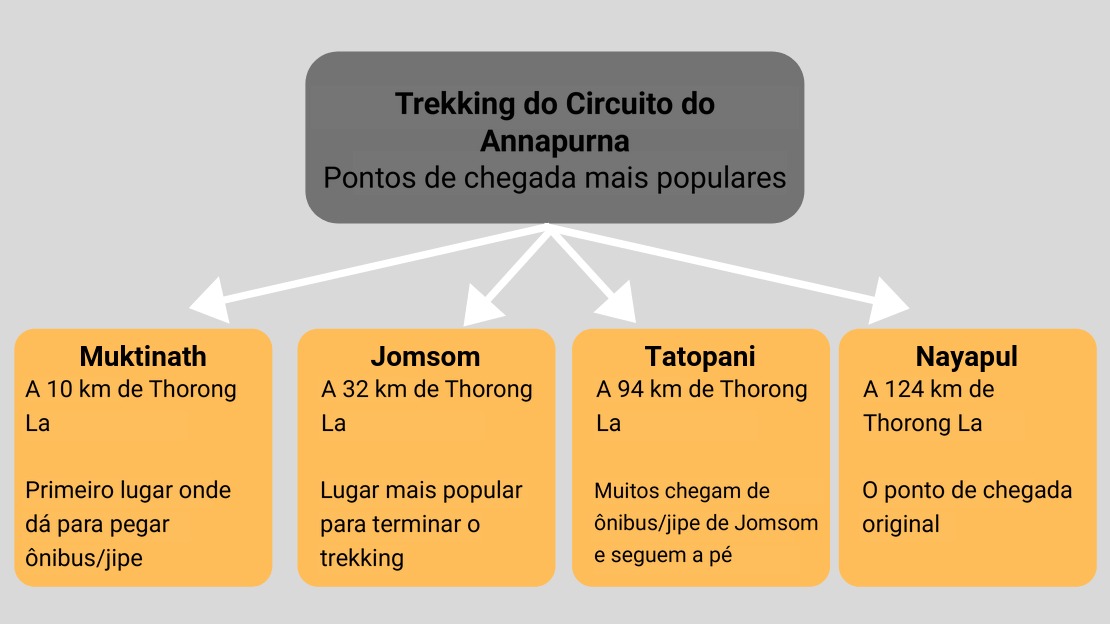 Trekking do Circuito do
Annapurna
Pontos de chegada mais populares
Muktinath
A 10 km de Thorong
La
Primeiro lugar onde
dá para pegar
ônibus/jipe
Jomsom
A 32 km de Thorong
La
Lugar mais popular
para terminar o
trekking
Tatopani
A 94 km de Thorong
La
Muitos chegam de
ônibus/jipe de Jomsom
e seguem a pé
Nayapul
A 124 km de
Thorong La
O ponto de chegada
original